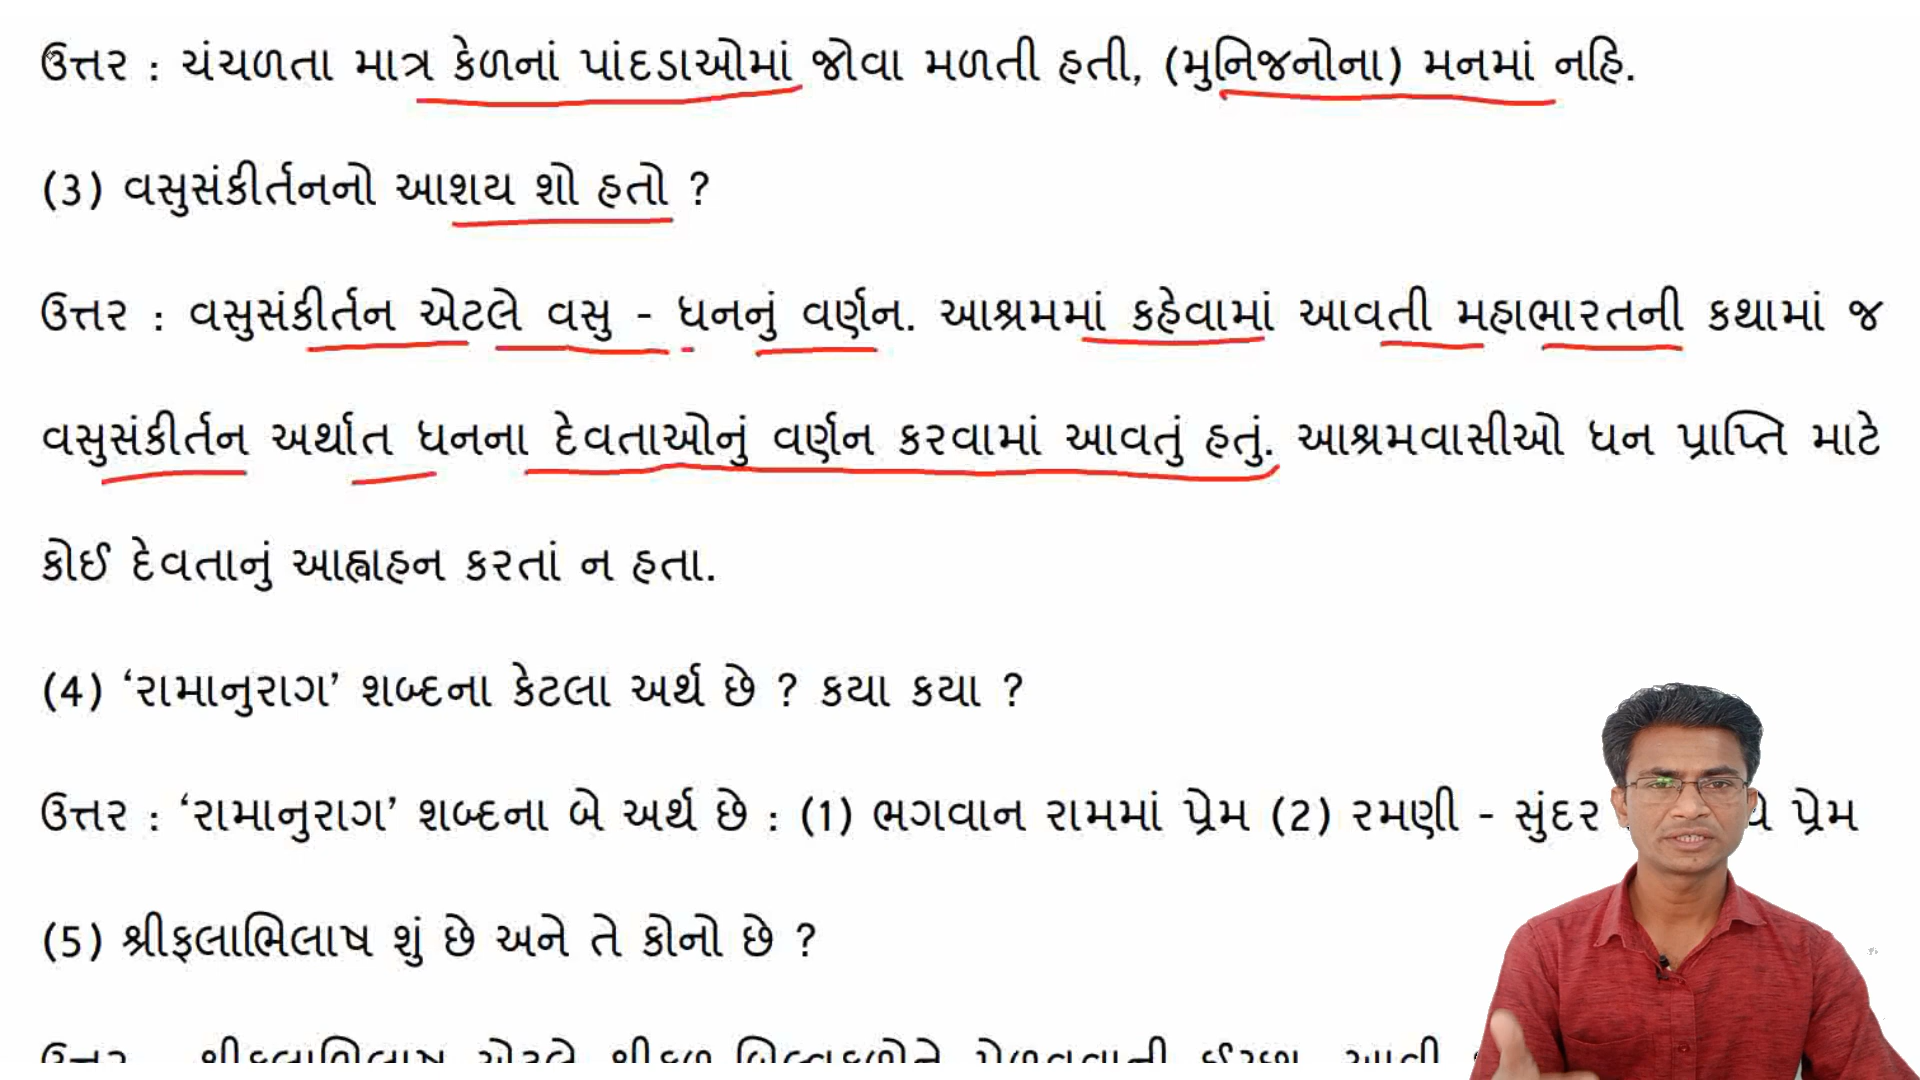 ઉત્તર : ચંચળતા માત્ર કેળનાં પાંદડાઓમાં જોવા મળતી હતી, (મુનિજનોના) મનમાં નહિ.
(3) વસુસંકીર્તનનો આશય શો હતો ?
ઉત્તર : વસુસંકીર્તન એટલે વસુ - ધનનું વર્ણન. આશ્રમમાં કહેવામાં આવતી મહાભારતની કથામાં જ
વસુસંકીર્તન અર્થાત ધનના દેવતાઓનું વર્ણન કરવામાં આવતું હતું. આશ્રમવાસીઓ ધન પ્રાપ્તિ માટે
કોઈ દેવતાનું આહ્વાહન કરતાં ન હતા.
(4) ‘રામાનુરાગ’ શબ્દના કેટલા અર્થ છે ? કયા કયા ?
ઉત્તર : ‘રામાનુરાગ’ શબ્દના બે અર્થ છે : (1) ભગવાન રામમાં પ્રેમ (2) રમણી - સુંદર પ્રેમ
(5) શ્રીફલાભિલાષ શું છે અને તે કોનો છે ?